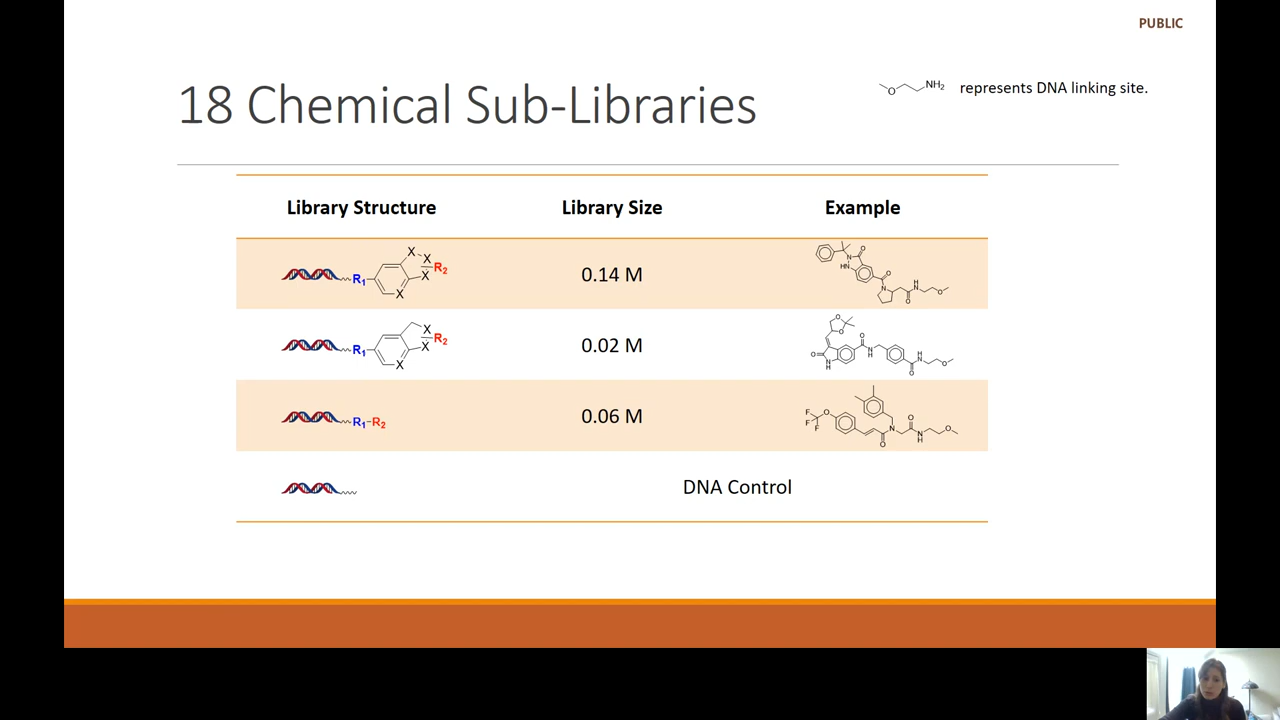 PUBLIC
18 Chemical Sub-Libraries
O NH2 represents DNA linking site.
Library Structure Library Size Example
R1 X X X X R2 0.14 M
R1 X X X R2 0.02 M
R1-R2 0.06 M
DNA Control